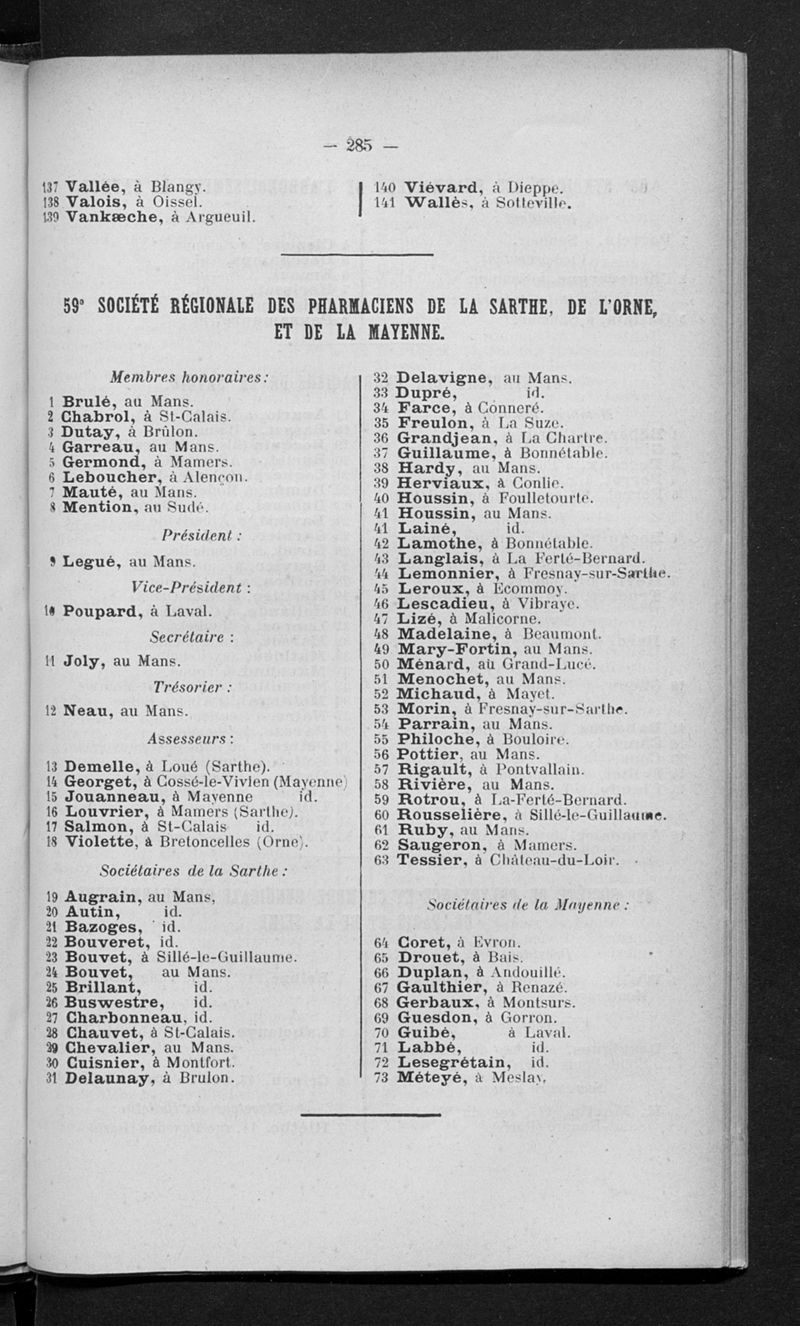 — 285 —
137 Vallée, à Blangy.
138 Valois, à Oissel.
139 Vankæche, à Argueuil.
140 Viévard, à Dieppe.
141 Wallès, à Sotteville.
59e SOCIÉTÉ RÉGIONALE DES PHARMACIENS DE LA SARTHE, DE L'ORNE,
ET DE LA MAYENNE.
Membres honoraires :
1 Brulé, au Mans.
2 Chabrol, à St-Calais.
3 Dutay, à Brûlon.
4 Garreau, au Mans.
5 Germond, à Mamers.
6 Leboucher, à Alençon.
7 Mauté, au Mans.
8 Mention, au Sudé.
Président :
9 Legué, au Mans.
Vice-Président :
10 Poupard, à Laval.
Secrétaire :
11 Joly, au Mans.
Trésorier :
12 Neau, au Mans.
Assesseurs :
13 Demelle, à Loué (Sarthe).
14 Georget, à Cossé-le-Vivien (Mayenne)
15 Jouanneau, à Mayenne id.
16 Louvrier, à Mamers (Sarthe).
17 Salmon, à St-Calais id.
18 Violette, à Bretoncelles (Orne).
Sociétaires de la Sarthe :
19 Augrain, au Mans,
20 Autin, id.
21 Bazoges, id.
22 Bouveret, id.
23 Bouvet, à Sillé-le-Guillaume.
24 Bouvet, au Mans.
25 Brillant, id.
26 Buswestre, id.
27 Charbonneau, id.
28 Chauvet, à St-Calais.
29 Chevalier, au Mans.
30 Cuisnier, à Montfort.
31 Delaunay, à Brulon.
32 Delavigne, au Mans.
33 Dupré, id.
34 Farce, à Conneré.
35 Freulon, à La Suze.
36 Grandjean, à La Chartre.
37 Guillaume, à Bonnétable.
38 Hardy, au Mans.
39 Herviaux, à Conlie.
40 Houssin, à Foulletourte.
41 Houssin, au Mans.
41 Lainé, id.
42 Lamothe, à Bonnétable.
43 Langlais, à La Ferté-Bernard.
44 Lemonnier, à Fresnay-sur-Sarthe.
45 Leroux, à Ecommoy.
46 Lescadieu, à Vibraye.
47 Lizé, à Malicorne.
48 Madelaine, à Beaumont.
49 Mary-Fortin, au Mans.
50 Ménard, au Grand-Lucé.
51 Menochet, au Mans.
52 Michaud, à Mayet.
53 Morin, à Fresnay-sur-Sarthe.
54 Parrain, au Mans.
55 Philoche, à Bouloire.
56 Pottier, au Mans.
57 Rigault, à Pontvallain.
58 Rivière, au Mans.
59 Rotrou, à La-Ferté-Bernard.
60 Rousselière, à Sillé-le-Guillaume.
61 Ruby, au Mans.
62 Saugeron, à Mamers.
63 Tessier, à Château-du-Loir.
Sociétaires de la Mayenne :
64 Coret, à Evron.
65 Drouet, à Bais.
66 Duplan, à Andouillé.
67 Gaulthier, à Renazé.
68 Gerbaux, à Montsurs.
69 Guesdon, à Gorron.
70 Guibé, à Laval.
71 Labbé, id.
72 Lesegrétain, id.
73 Méteyé, à Meslay.